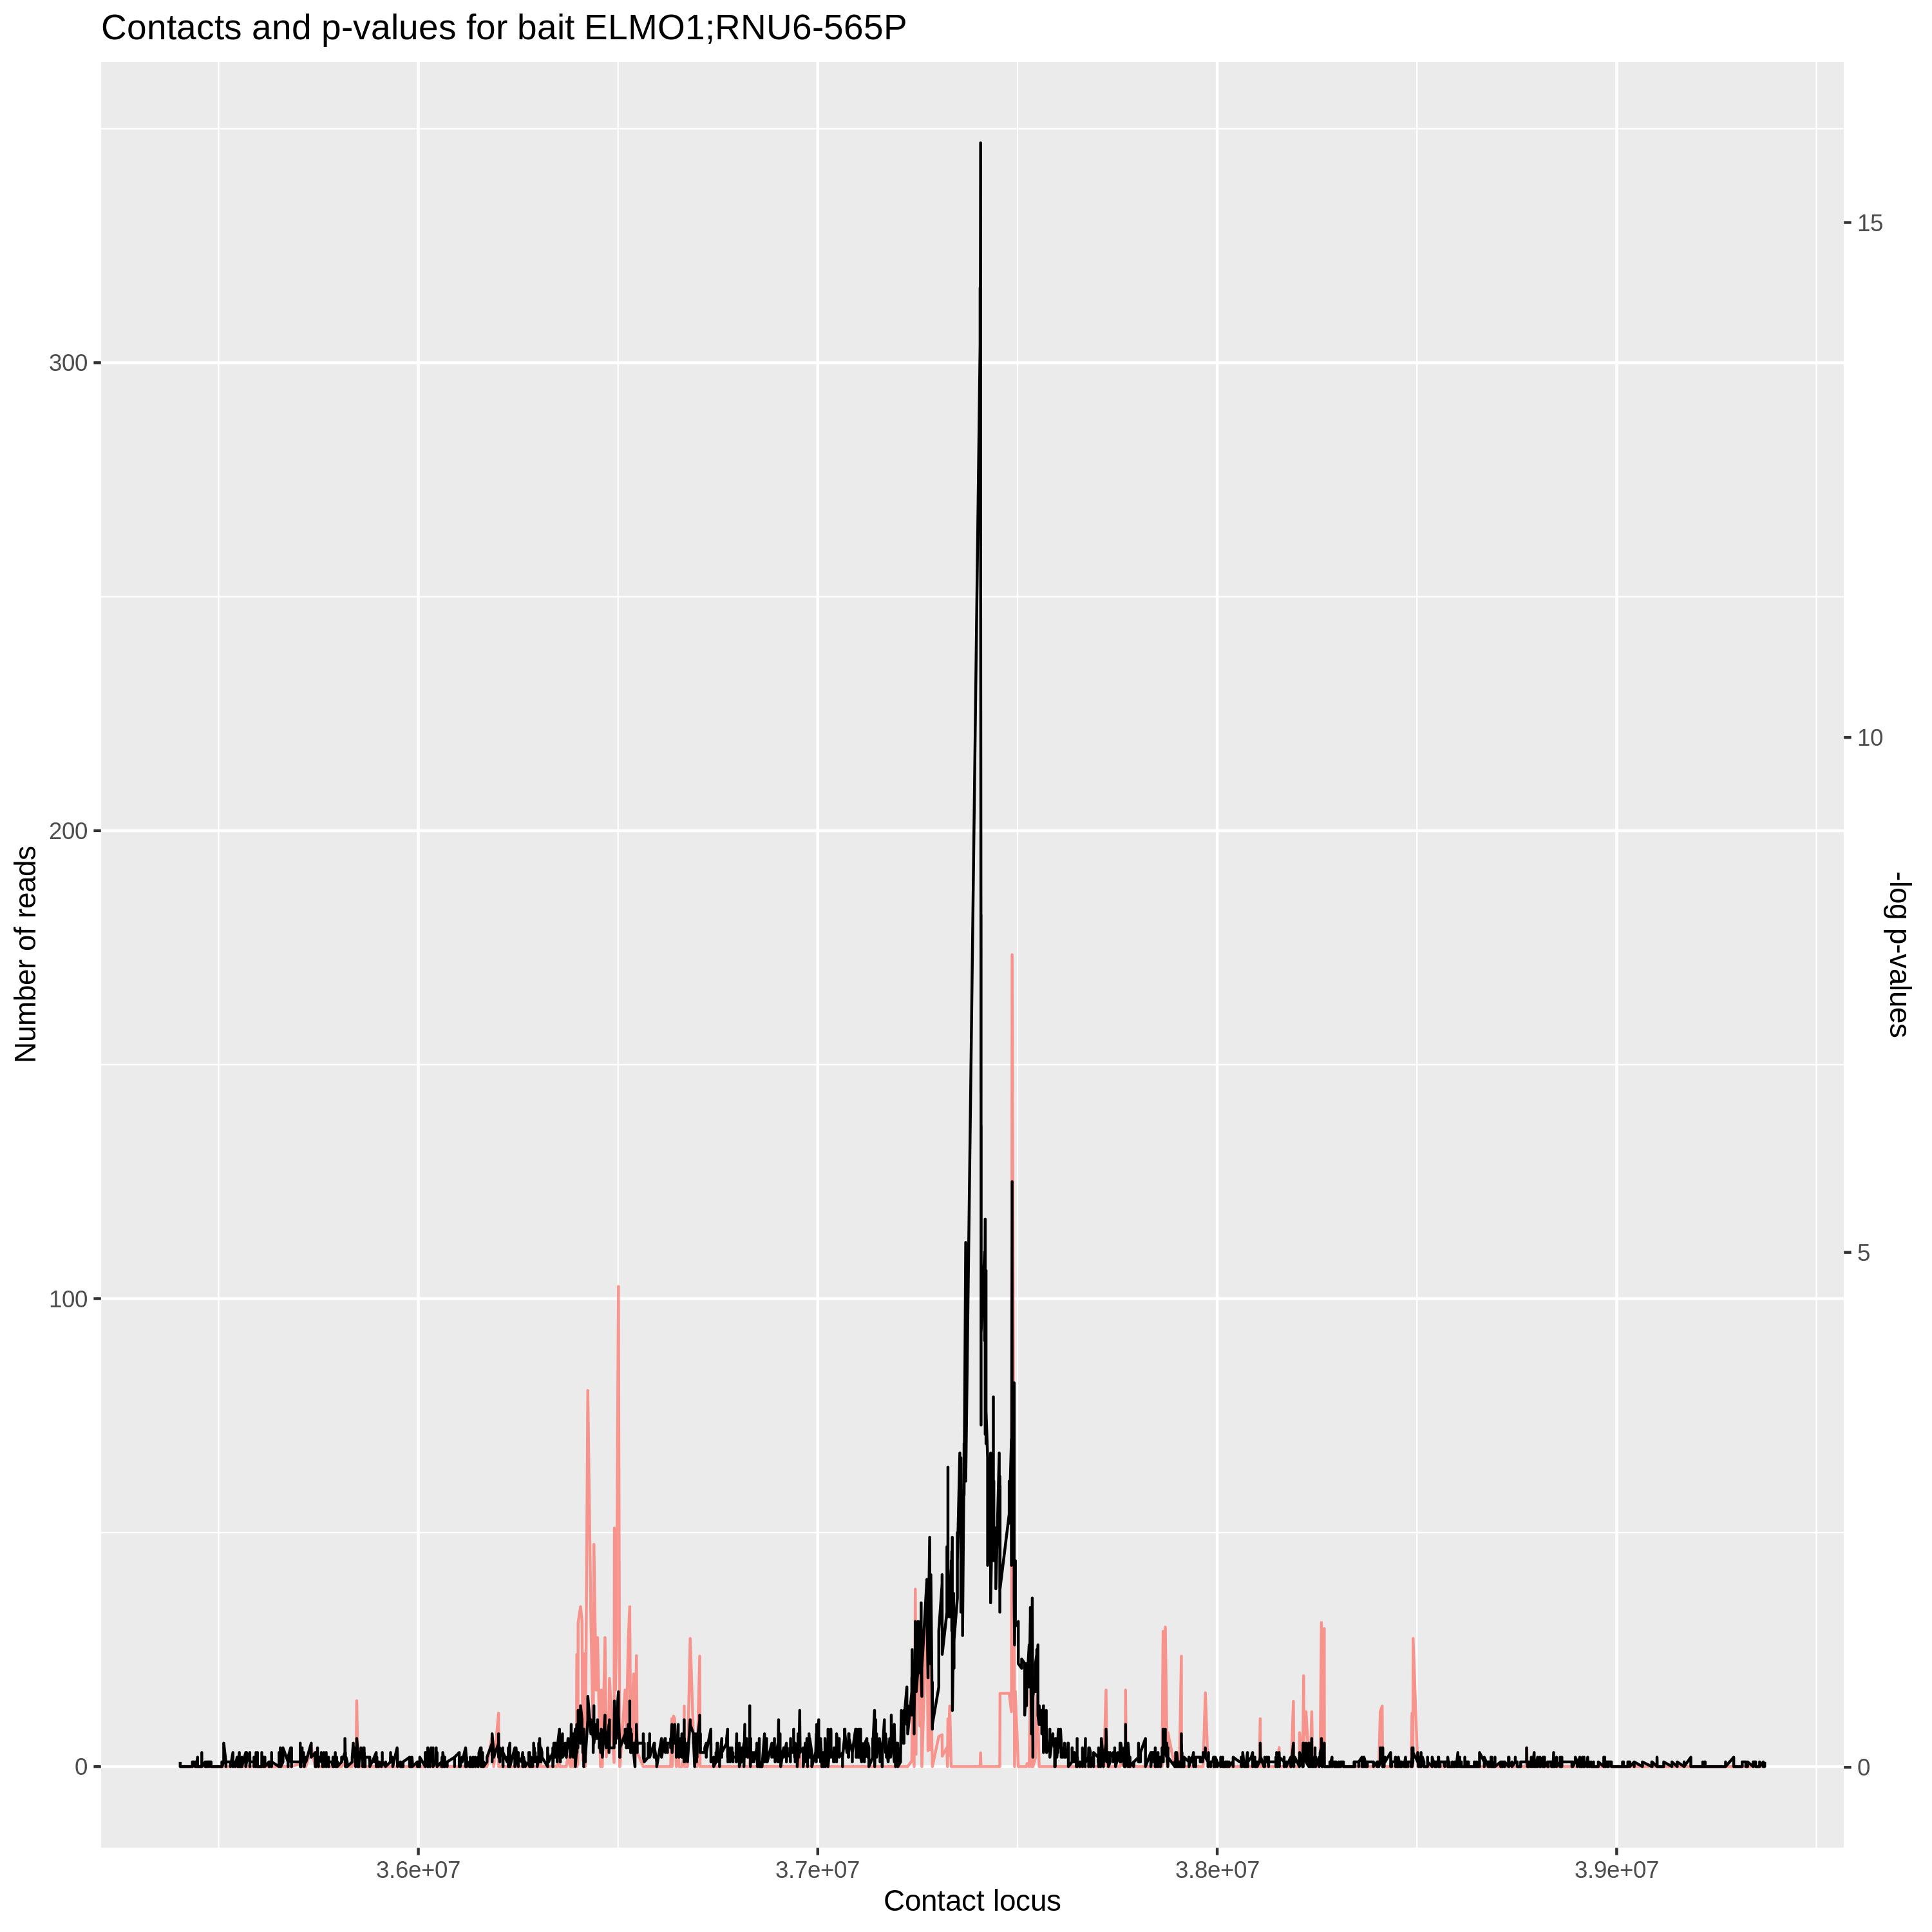 Contacts and p-values for bait ELMO1;RNU6-565P
300
200
100
0
Number of reads
15
10
5
0
-log p-values
3.6e+07 3.7e+07 3.8e+07 3.9e+07
Contact locus